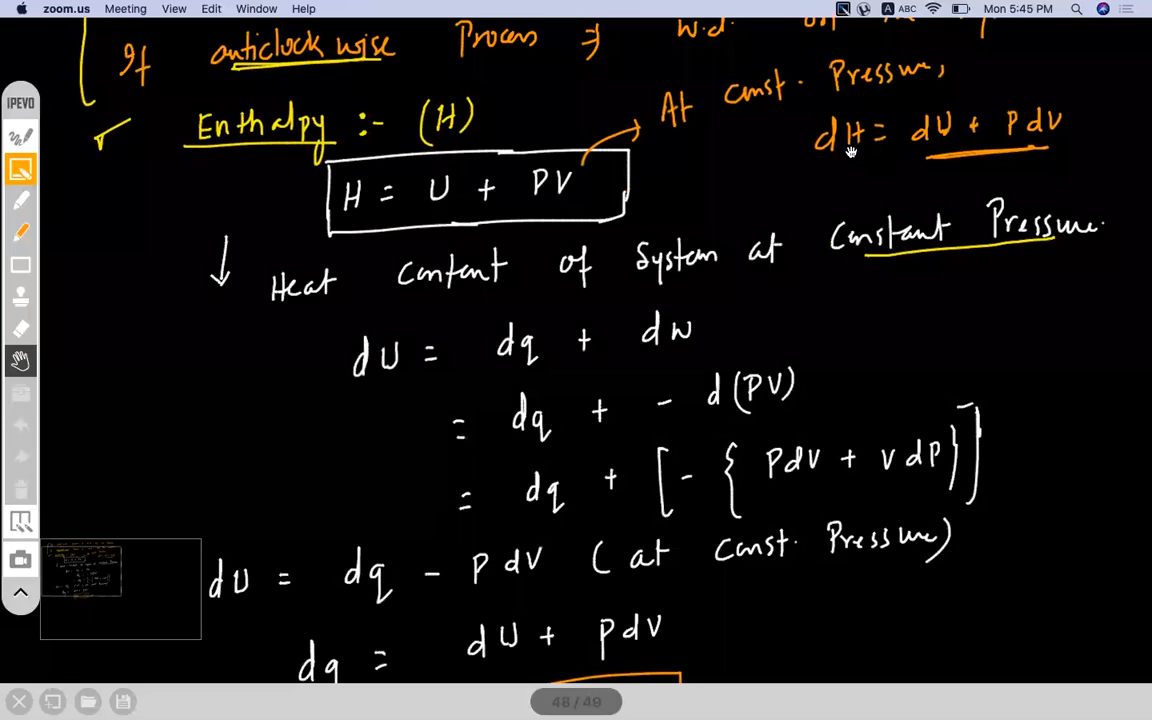 zoom.us Meeting View Edit Window Help
ABC Mon 5:45 PM
If anticlockwise Process ⇒ w.d.
IPEVO
At const. Pressure,
dH = dU + PdV
Enthalpy :- (H)
H = U + PV
Heat Content of System at Constant Pressure.
dU = dq + dw
= dq + - d(PV)
= dq + [- { PdV + VdP}]
dU = dq - PdV (at Const. Pressure)
dq = dU + PdV
48 / 49